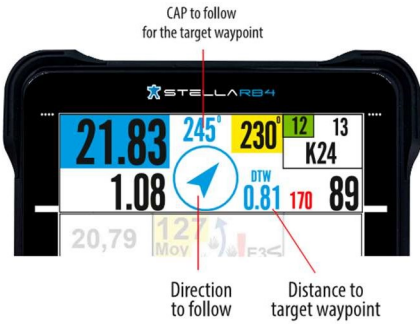 CAP to follow
for the target waypoint
STELLARB4
21.83 245° 230° 12 13
K24
1.08 DTW
0.81 170 89
20,79 127
Moy
Direction
to follow
Distance to
target waypoint